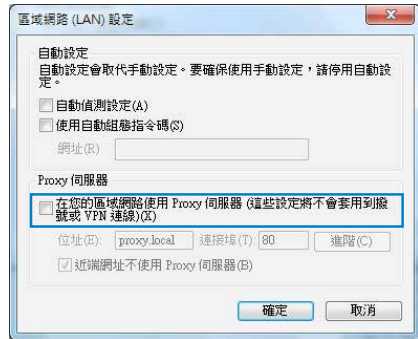 區域網路 (LAN) 設定
自動設定
自動設定會取代手動設定。要確保使用手動設定，請停用自動設
定。
自動偵測設定(A)
使用自動組態指令碼(S)
網址(R)
Proxy 伺服器
在您的區域網路使用 Proxy 伺服器 (這些設定將不會套用到撥
號或 VPN 連線)(X)
位址(E): proxy.local 連接埠(T): 80 進階(C)
近端網址不使用 Proxy 伺服器(B)
確定 取消